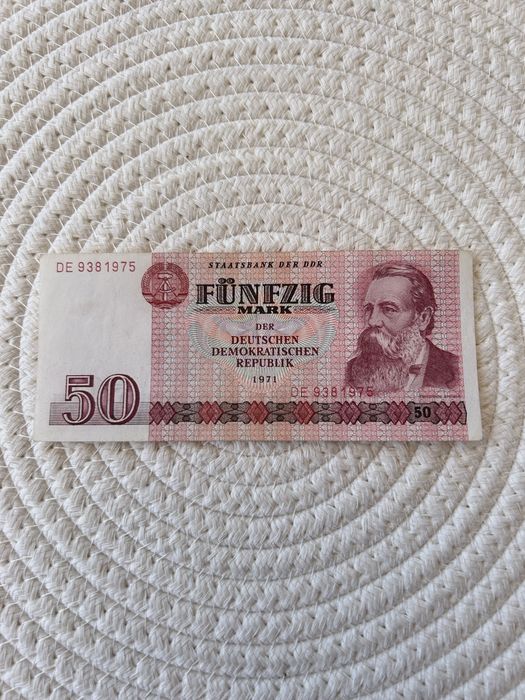 DE 9381975
STAATSBANK DER DDR
FÜNFZIG
MARK
DER
DEUTSCHEN
DEMOKRATISCHEN
REPUBLIK
1971
DE 9381975
50
50